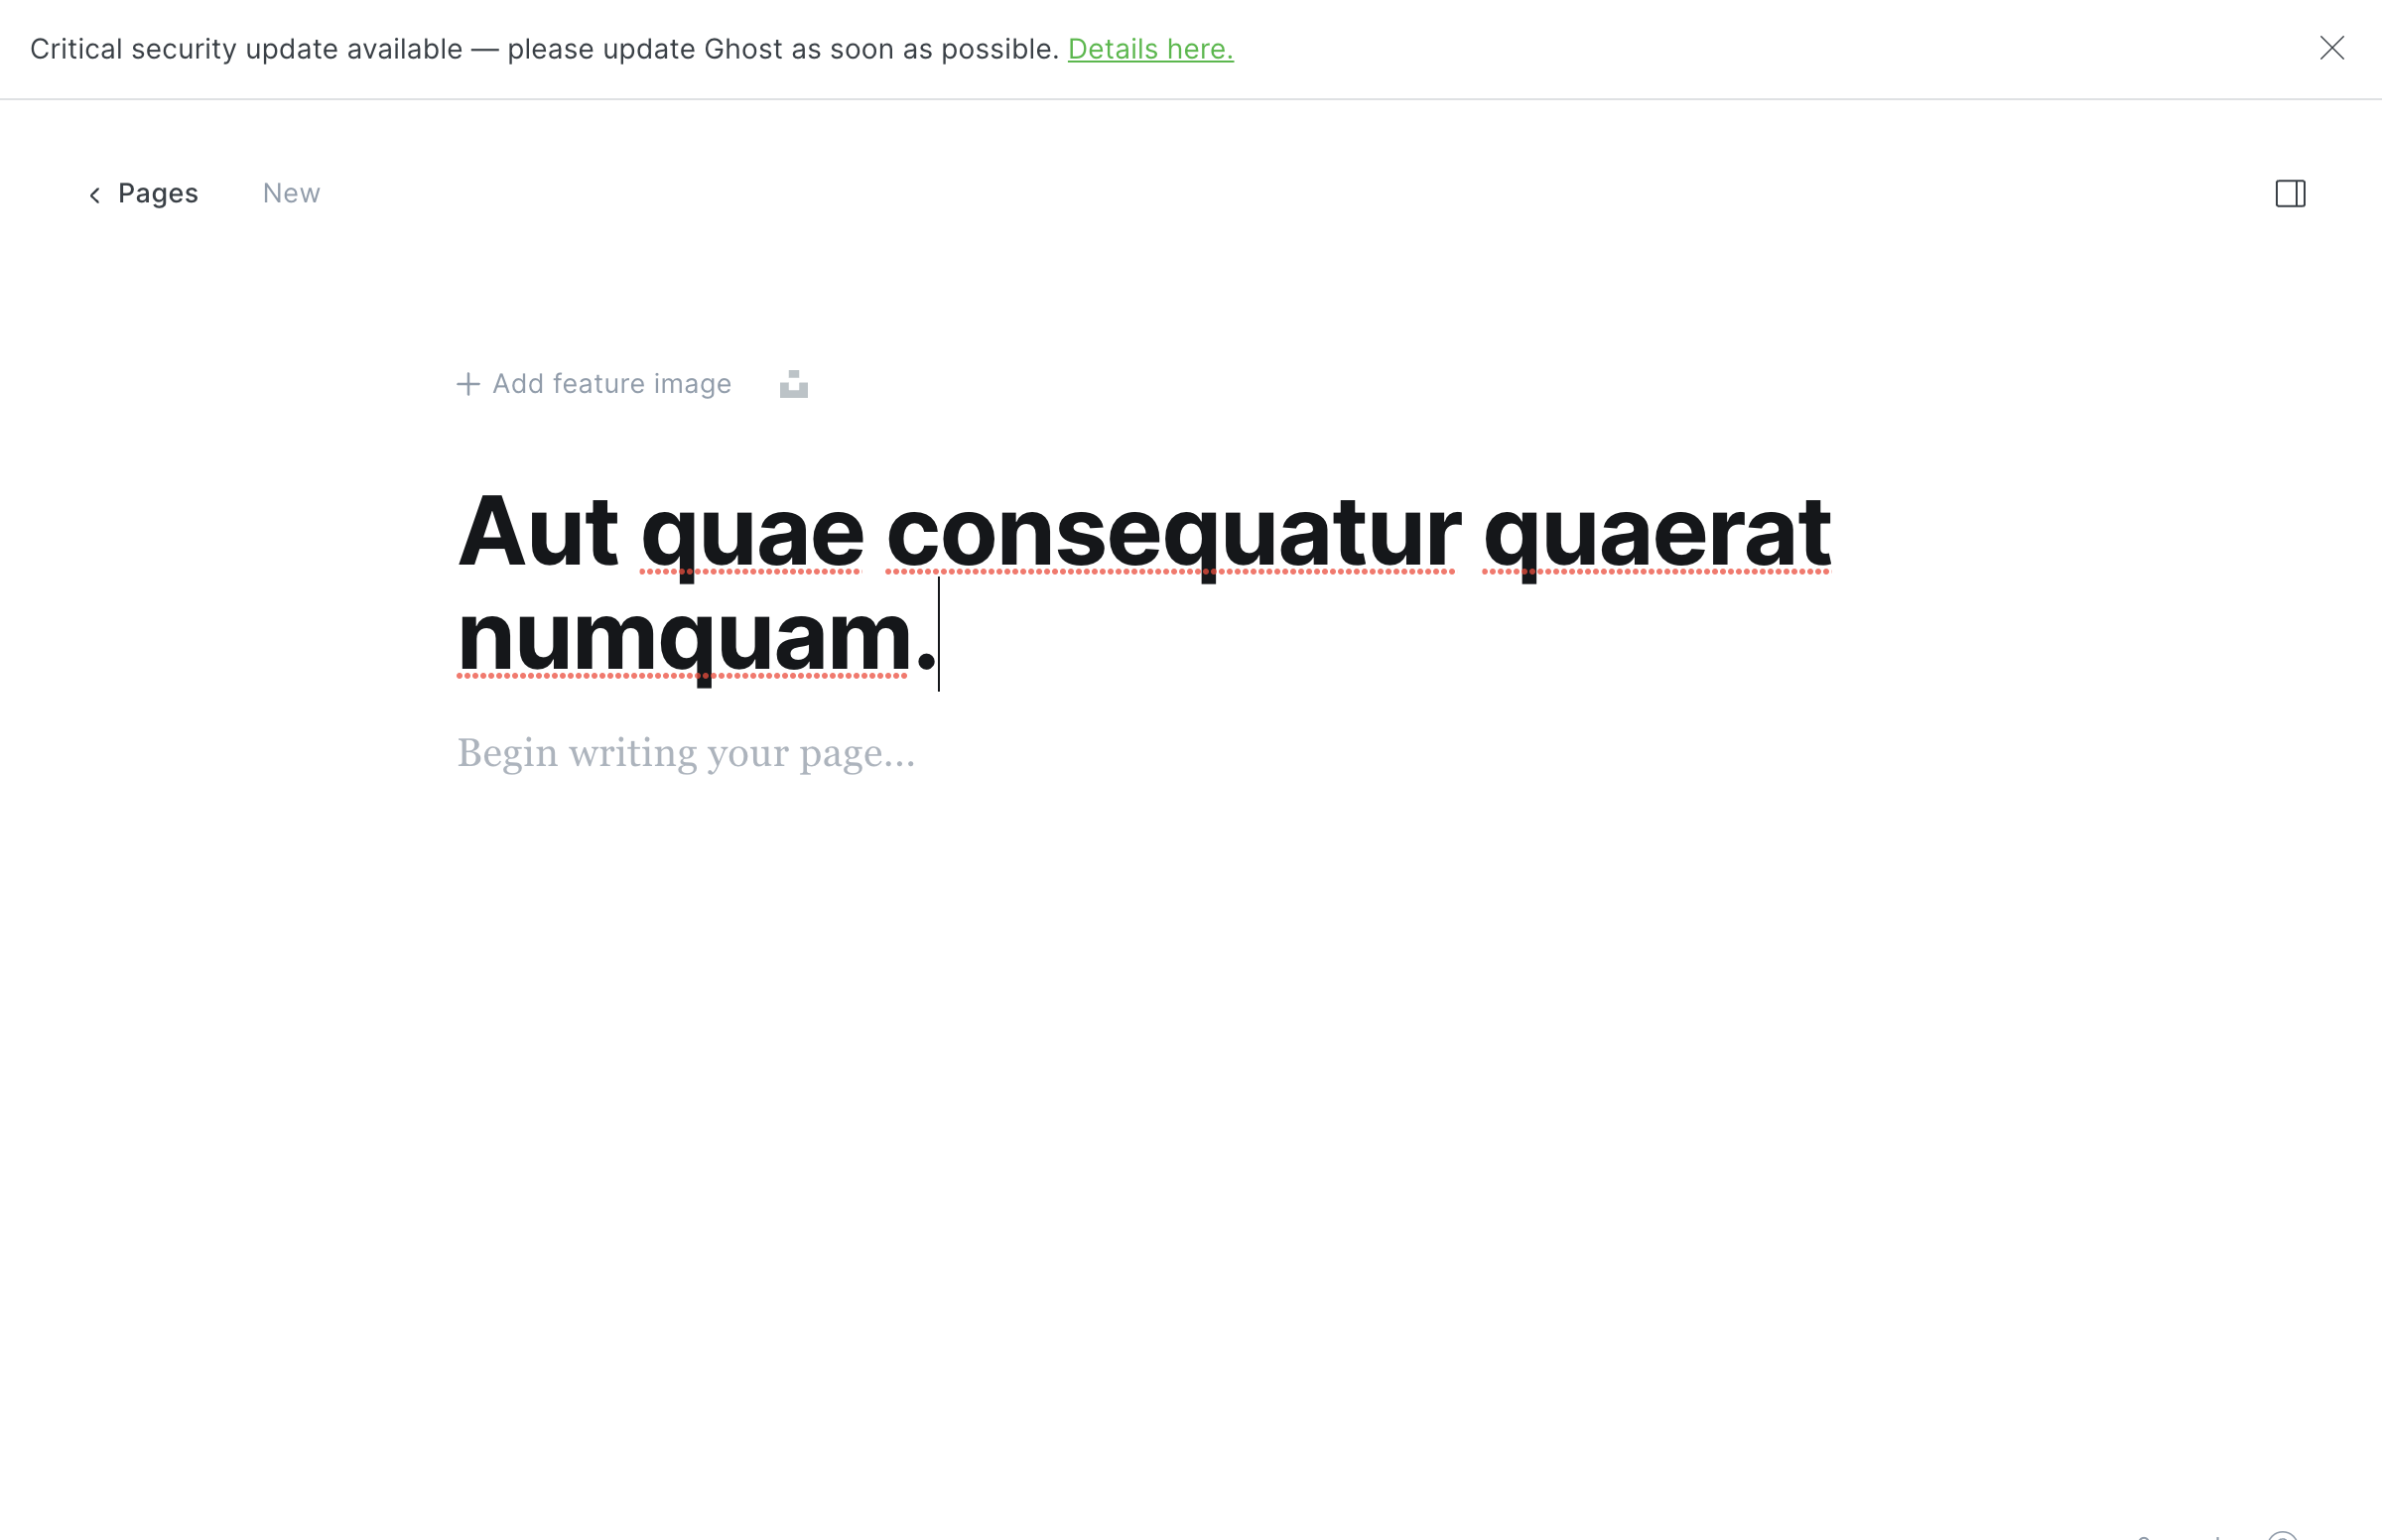 Critical security update available — please update Ghost as soon as possible. Details here.
Pages New
Add feature image
Aut quae consequatur quaerat
numquam.
Begin writing your page...